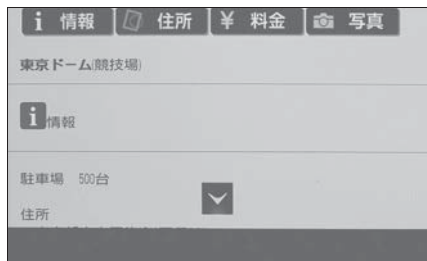 i 情報 住所 ¥ 料金 写真
東京ドーム(競技場)
i 情報
駐車場 500台
住所